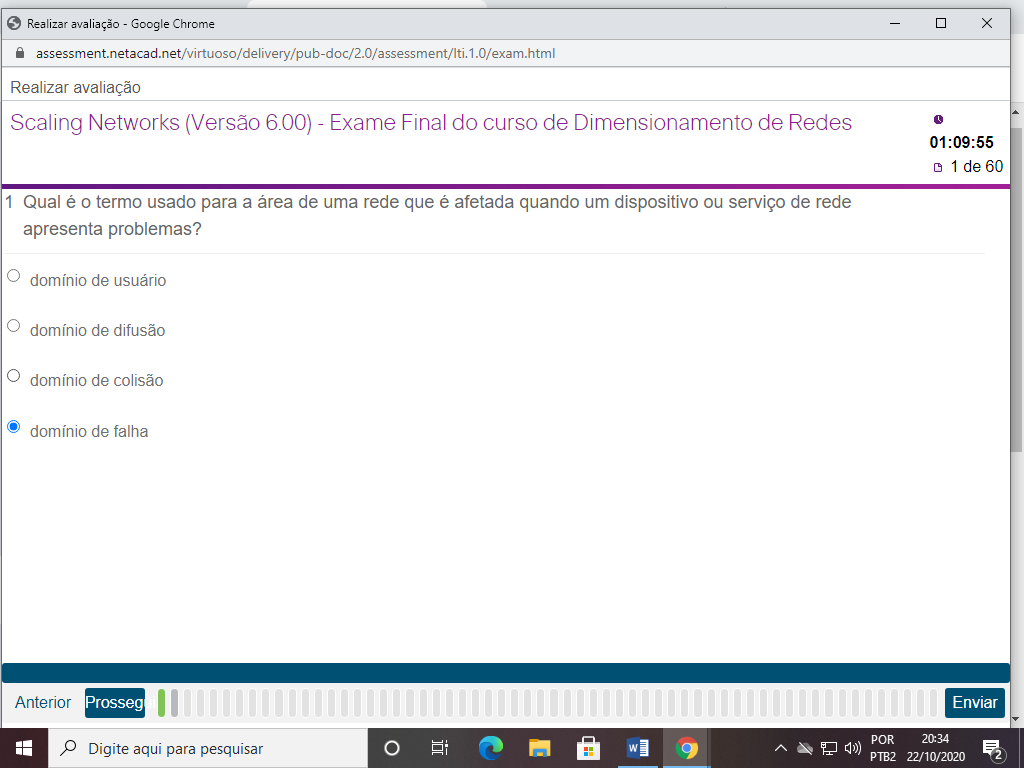 Realizar avaliação - Google Chrome
assessment.netacad.net/virtuoso/delivery/pub-doc/2.0/assessment/lti.1.0/exam.html
Realizar avaliação
Scaling Networks (Versão 6.00) - Exame Final do curso de Dimensionamento de Redes
01:09:55
1 de 60
1 Qual é o termo usado para a área de uma rede que é afetada quando um dispositivo ou serviço de rede
apresenta problemas?
domínio de usuário
domínio de difusão
domínio de colisão
domínio de falha
Anterior Prossegu Enviar
Digite aqui para pesquisar
POR 20:34
PTB2 22/10/2020 2